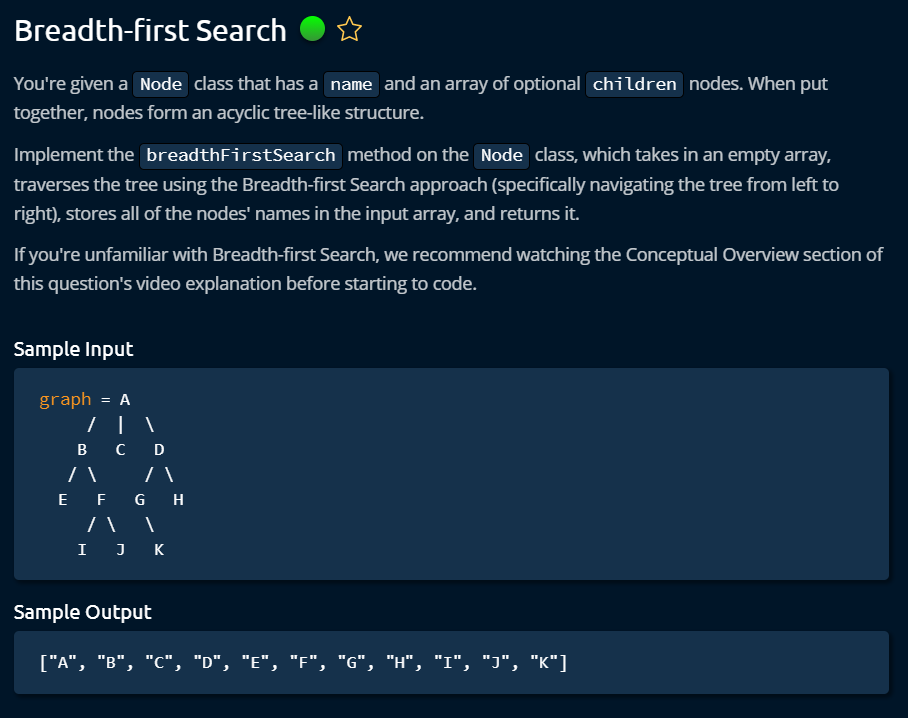 Breadth-first Search
You're given a Node class that has a name and an array of optional children nodes. When put
together, nodes form an acyclic tree-like structure.
Implement the breadthFirstSearch method on the Node class, which takes in an empty array,
traverses the tree using the Breadth-first Search approach (specifically navigating the tree from left to
right), stores all of the nodes' names in the input array, and returns it.
If you're unfamiliar with Breadth-first Search, we recommend watching the Conceptual Overview section of
this question's video explanation before starting to code.
Sample Input
graph = A
     /  |  \
    B   C   D
   / \     / \
  E   F   G   H
     / \   \
    I   J   K
Sample Output
["A", "B", "C", "D", "E", "F", "G", "H", "I", "J", "K"]